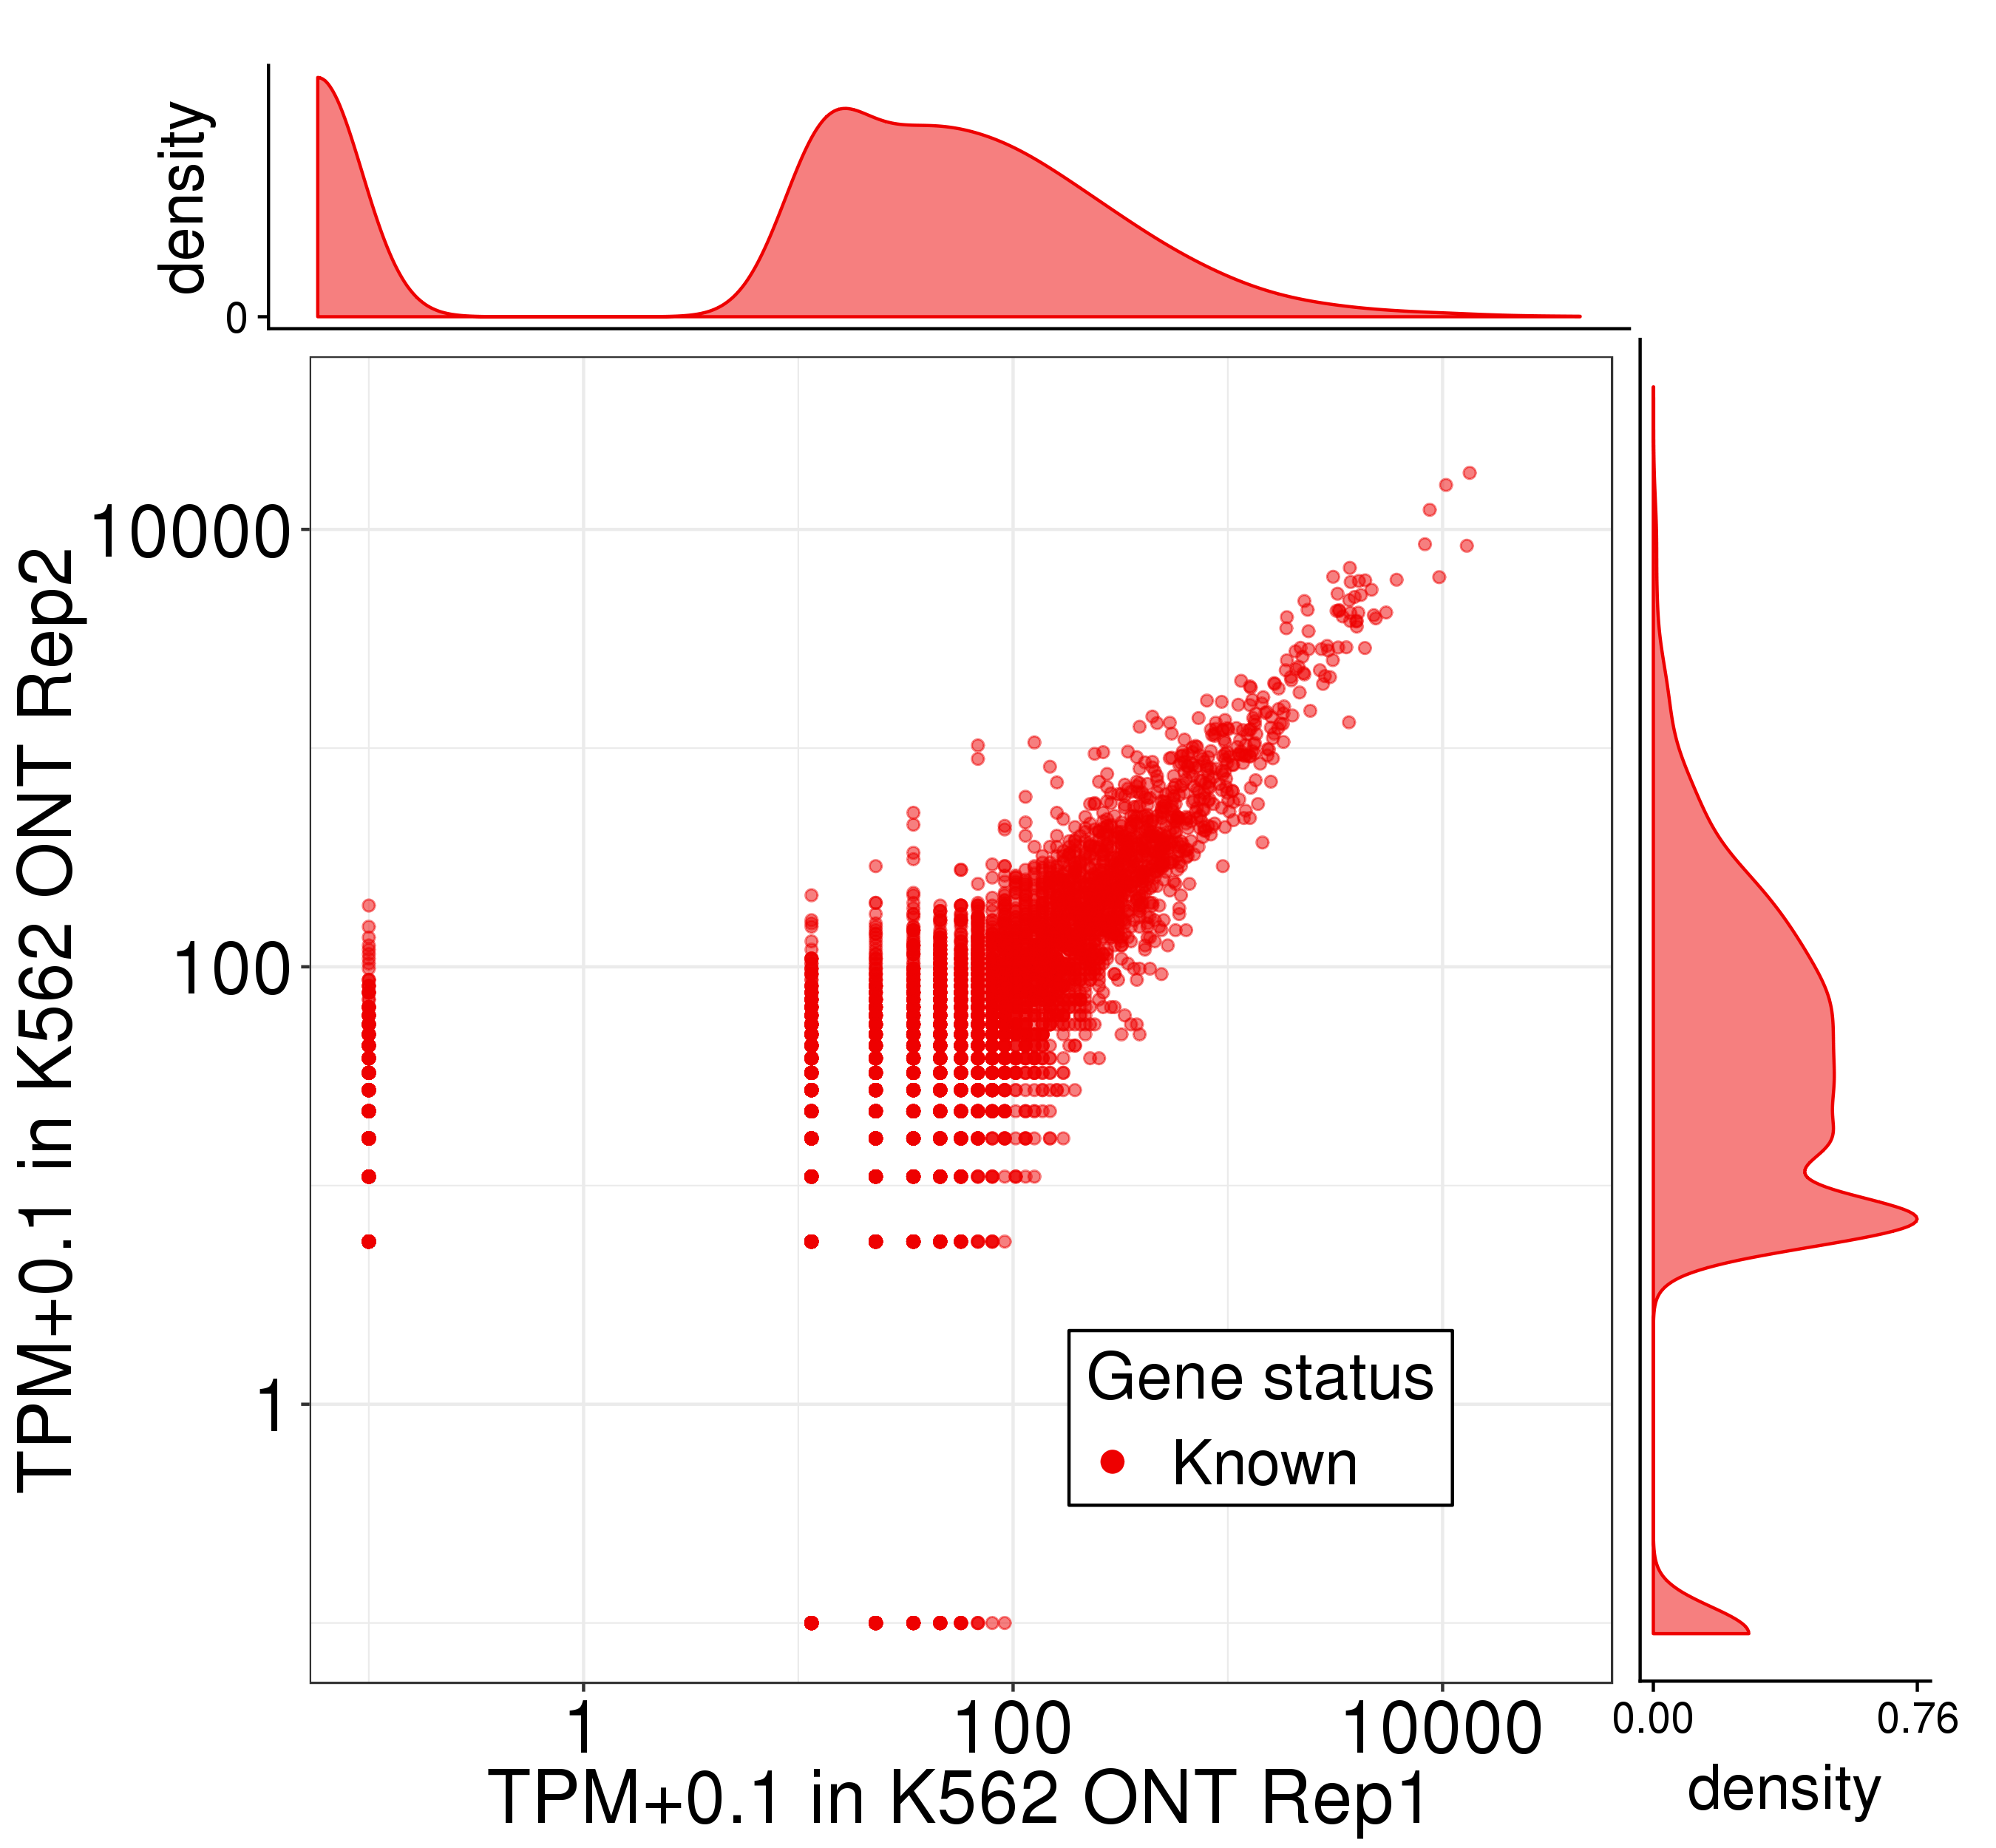 density
0
TPM+0.1 in K562 ONT Rep2
10000
100
1
Gene status
Known
1
100
10000
TPM+0.1 in K562 ONT Rep1
0.00
0.76
density